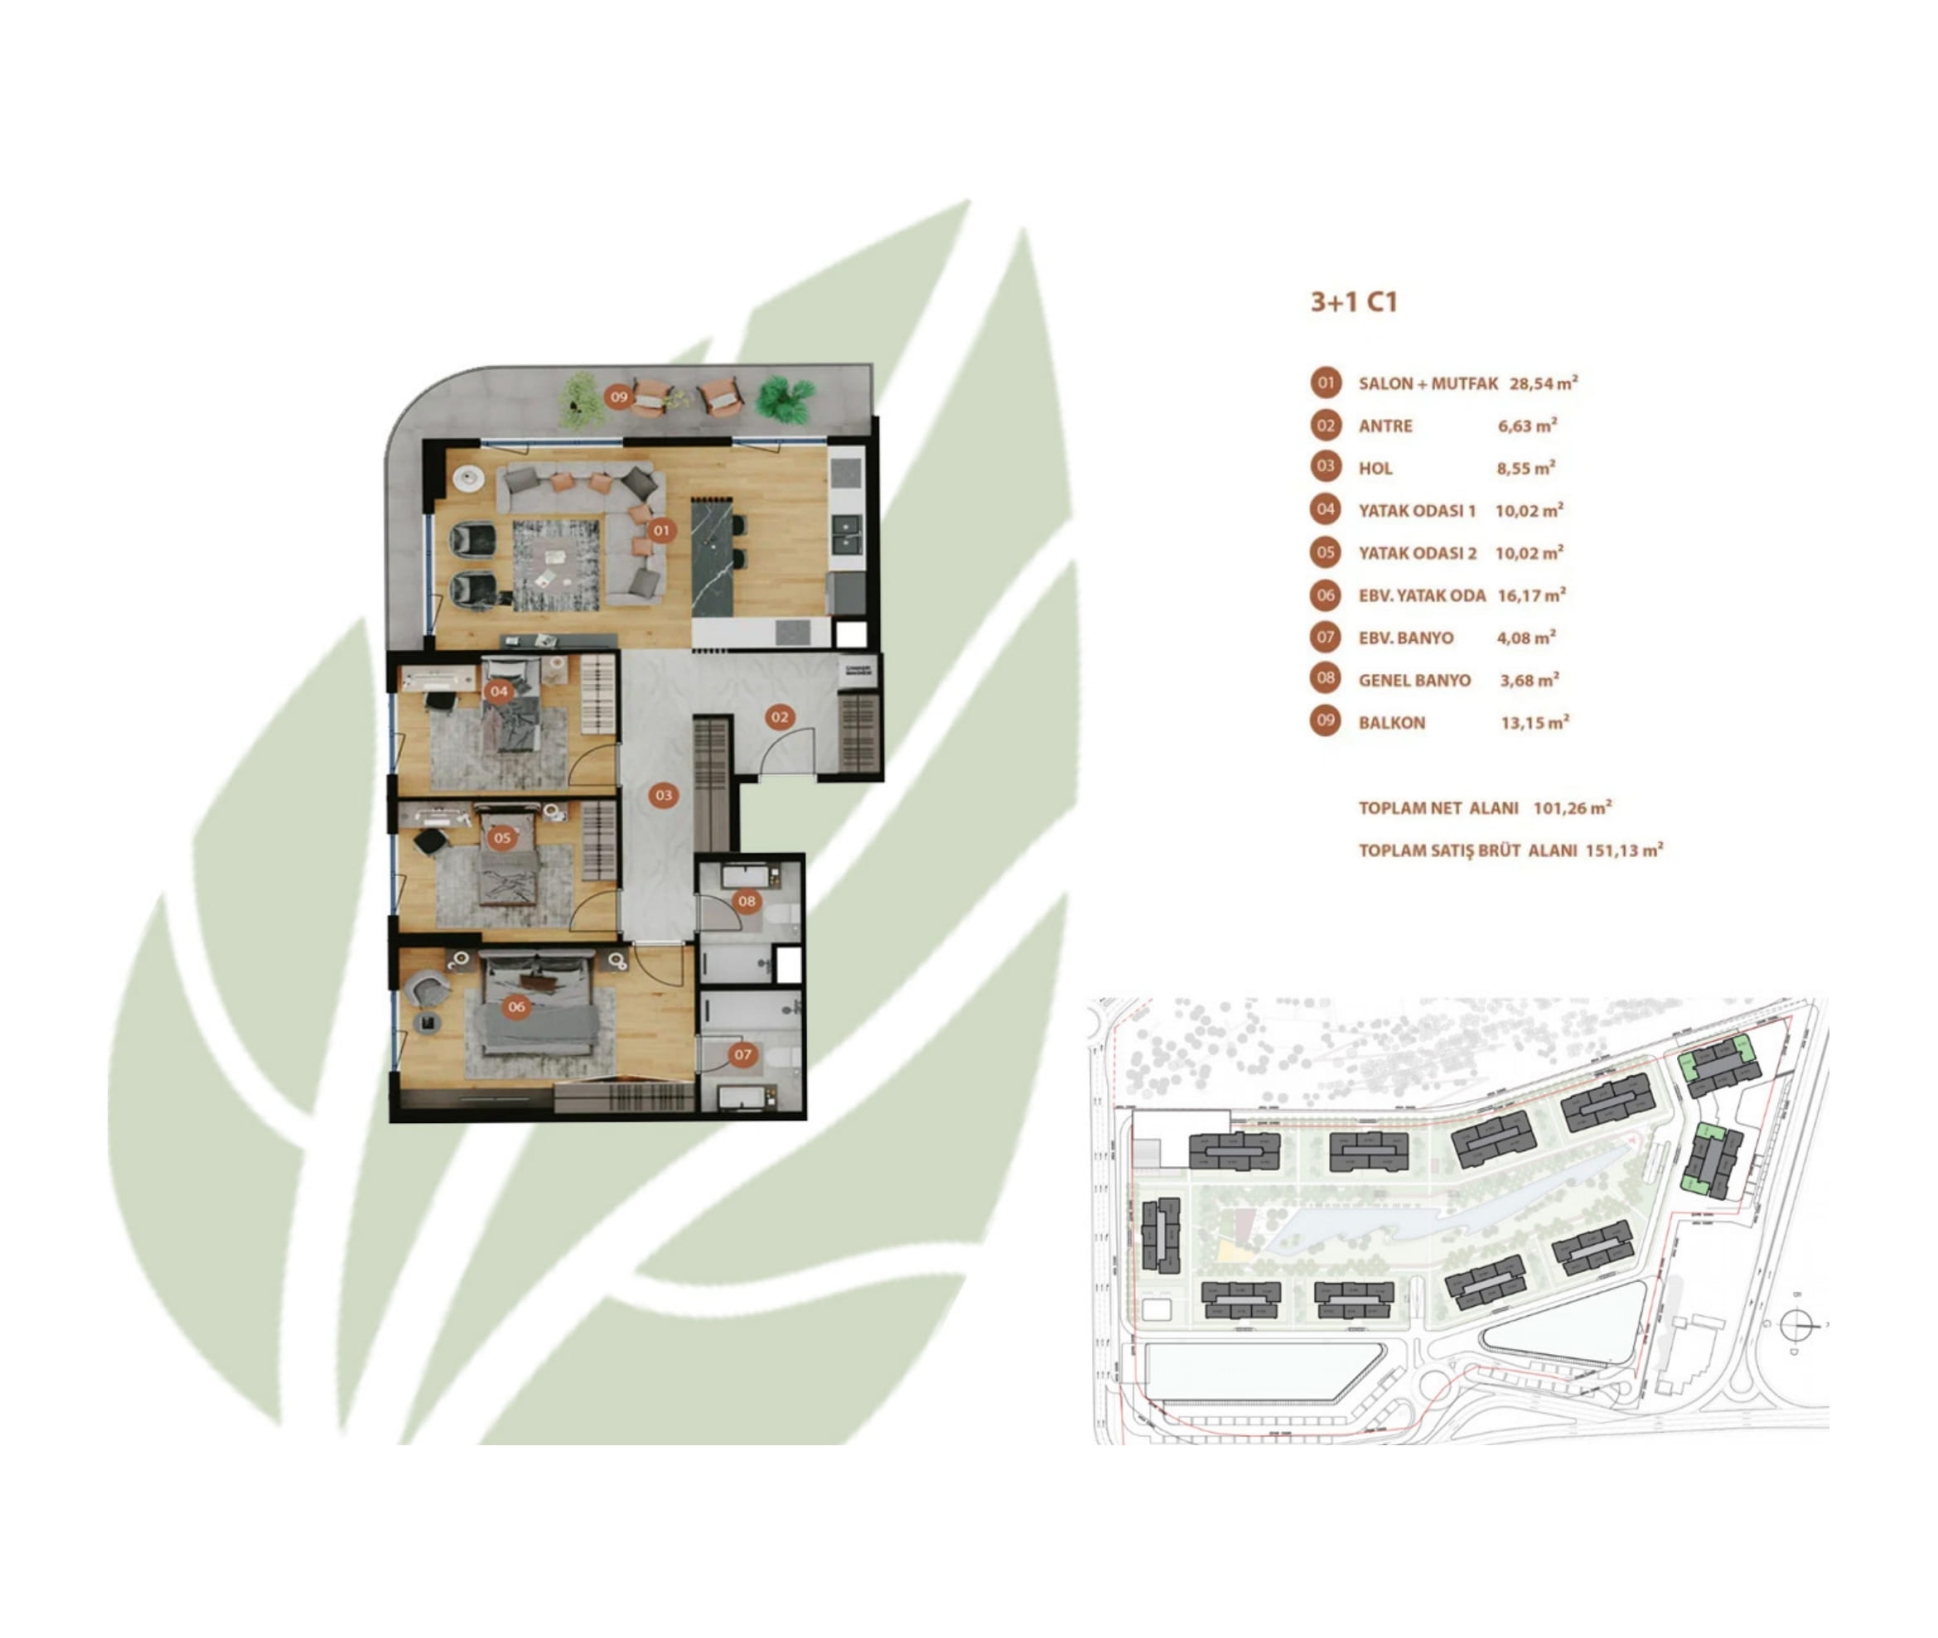 3+1 C1
01 SALON + MUTFAK 28,54 m²
02 ANTRE 6,63 m²
03 HOL 8,55 m²
04 YATAK ODASI 1 10,02 m²
05 YATAK ODASI 2 10,02 m²
06 EBV. YATAK ODA 16,17 m²
07 EBV. BANYO 4,08 m²
08 GENEL BANYO 3,68 m²
09 BALKON 13,15 m²
TOPLAM NET ALANI 101,26 m²
TOPLAM SATIŞ BRÜT ALANI 151,13 m²
09
01
04
02
03
05
08
06
07